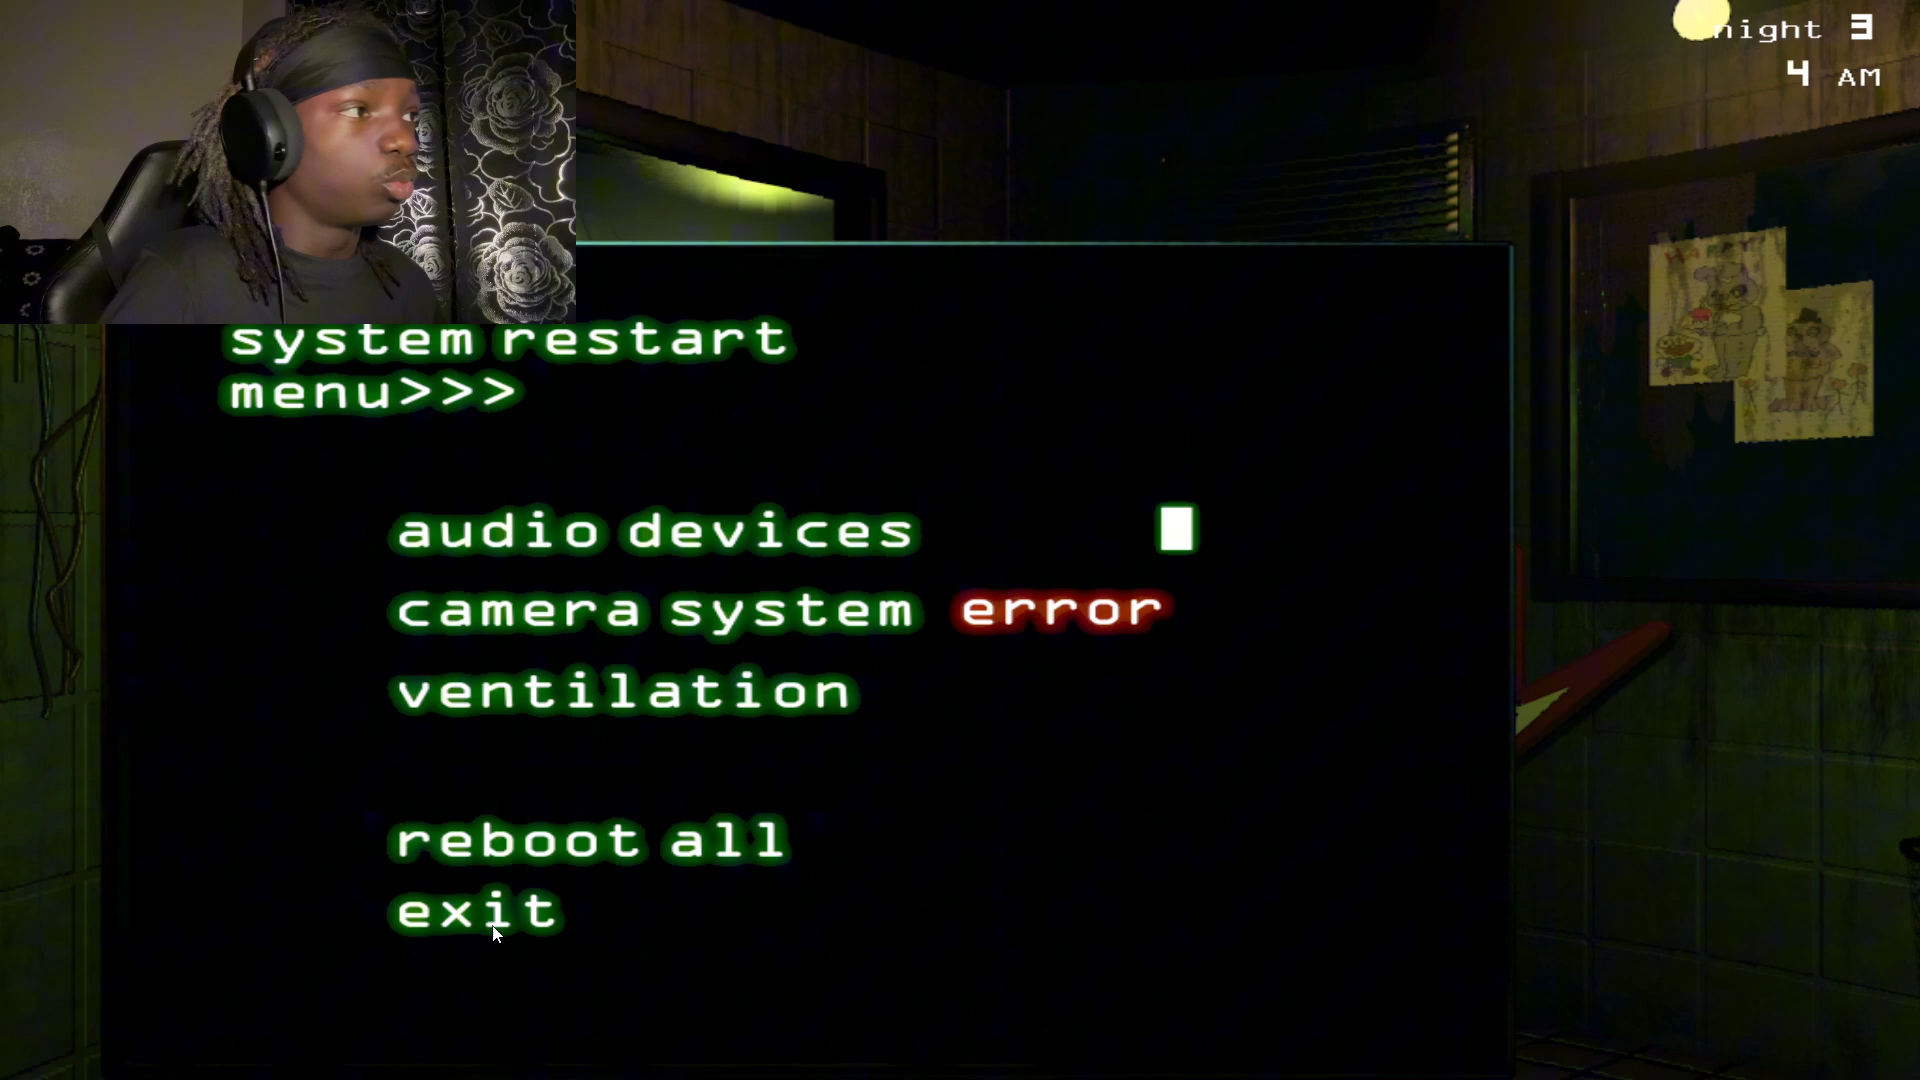 night 3
4 AM
system restart
menu>>>
audio devices
camera system error
ventilation
reboot all
exit